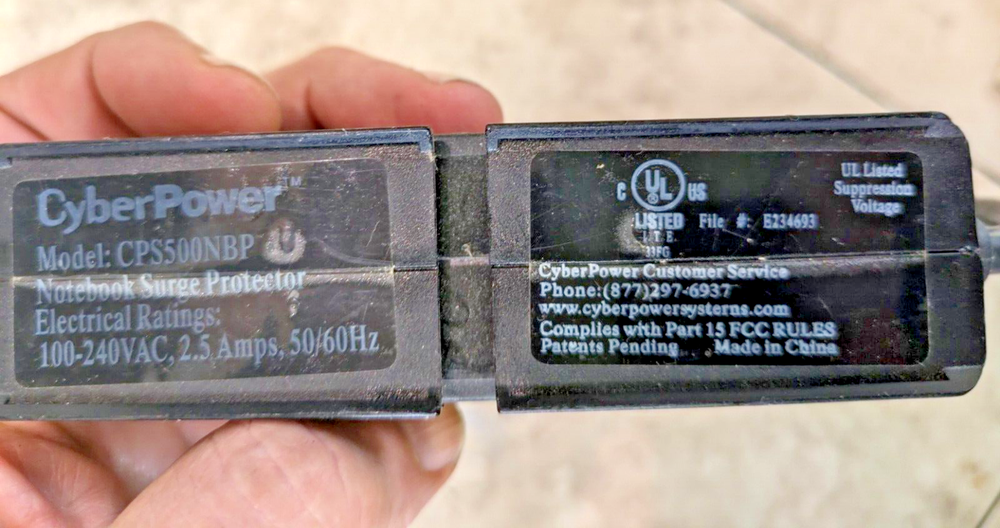 CyberPower™
Model: CPS500NBP
Notebook Surge Protector
Electrical Ratings:
100-240VAC, 2.5 Amps, 50/60Hz
C UL US
LISTED File #: E234693
I.T.E.
33PG
UL Listed
Suppression
Voltage
CyberPower Customer Service
Phone:(877)297-6937
www.cyberpowersystems.com
Complies with Part 15 FCC RULES
Patents Pending Made in China